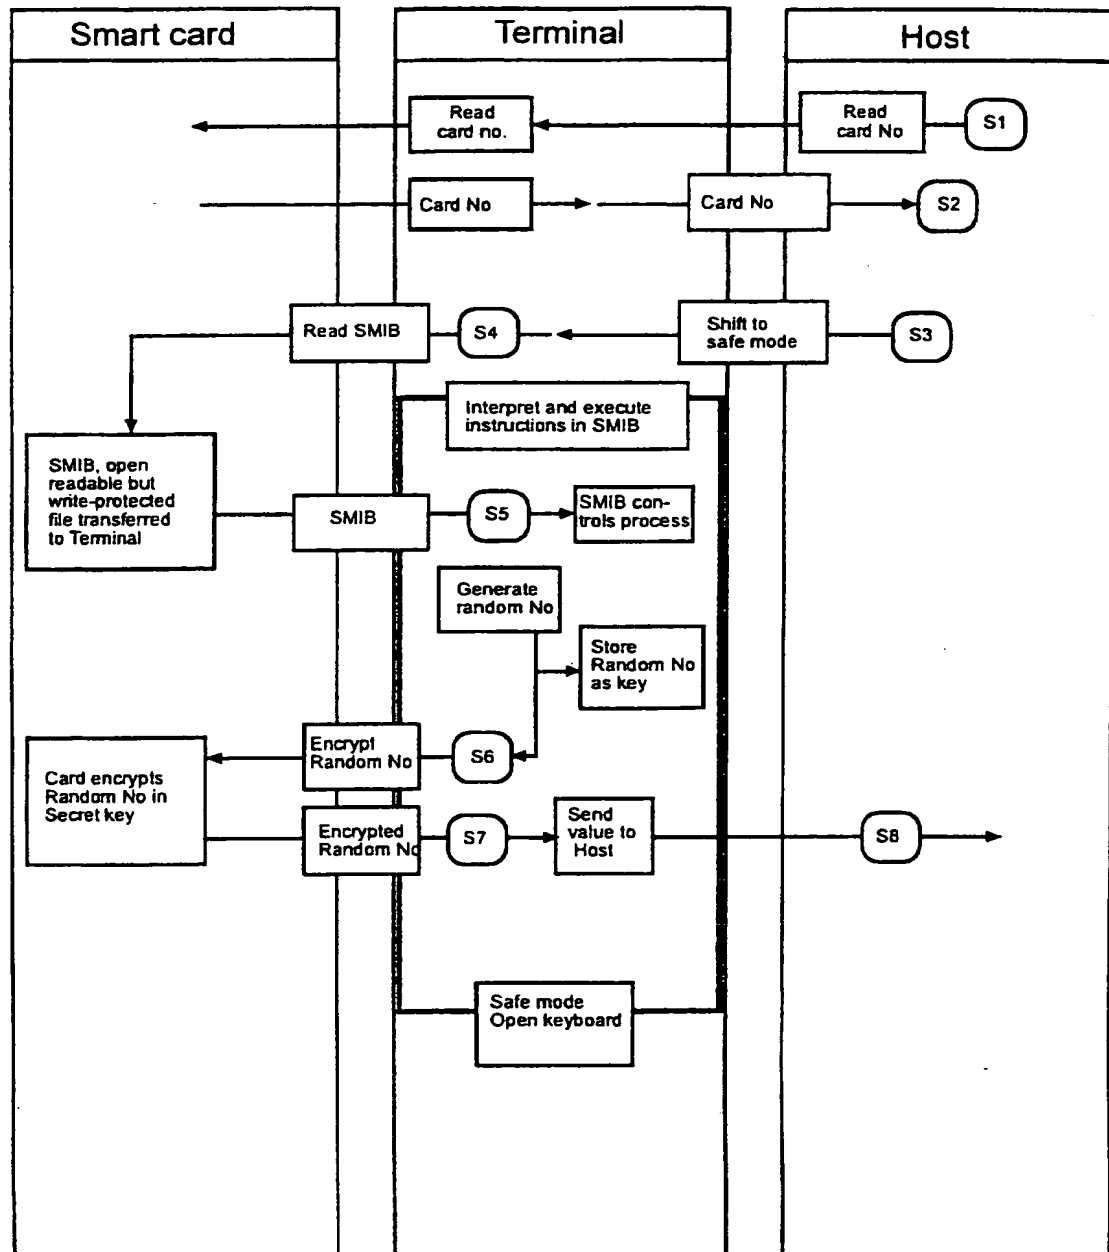 Smart card
Terminal
Host
Read
card no.
Read
card No
S1
Card No
Card No
S2
Read SMIB
S4
Shift to
safe mode
S3
Interpret and execute
instructions in SMIB
SMIB, open
readable but
write-protected
file transferred
to Terminal
SMIB
S5
SMIB con-
trols process
Generate
random No
Store
Random No
as key
Encrypt
Random No
S6
Card encrypts
Random No in
Secret key
Encrypted
Random No
S7
Send
value to
Host
S8
Safe mode
Open keyboard